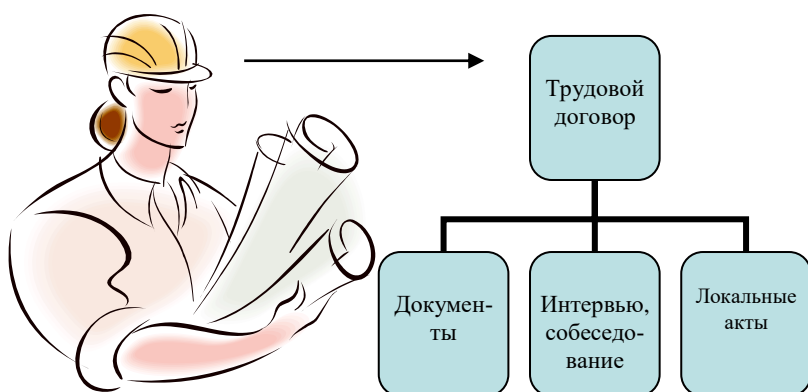 Трудовой
договор
Докумен-
ты
Интервью,
собеседо-
вание
Локальные
акты